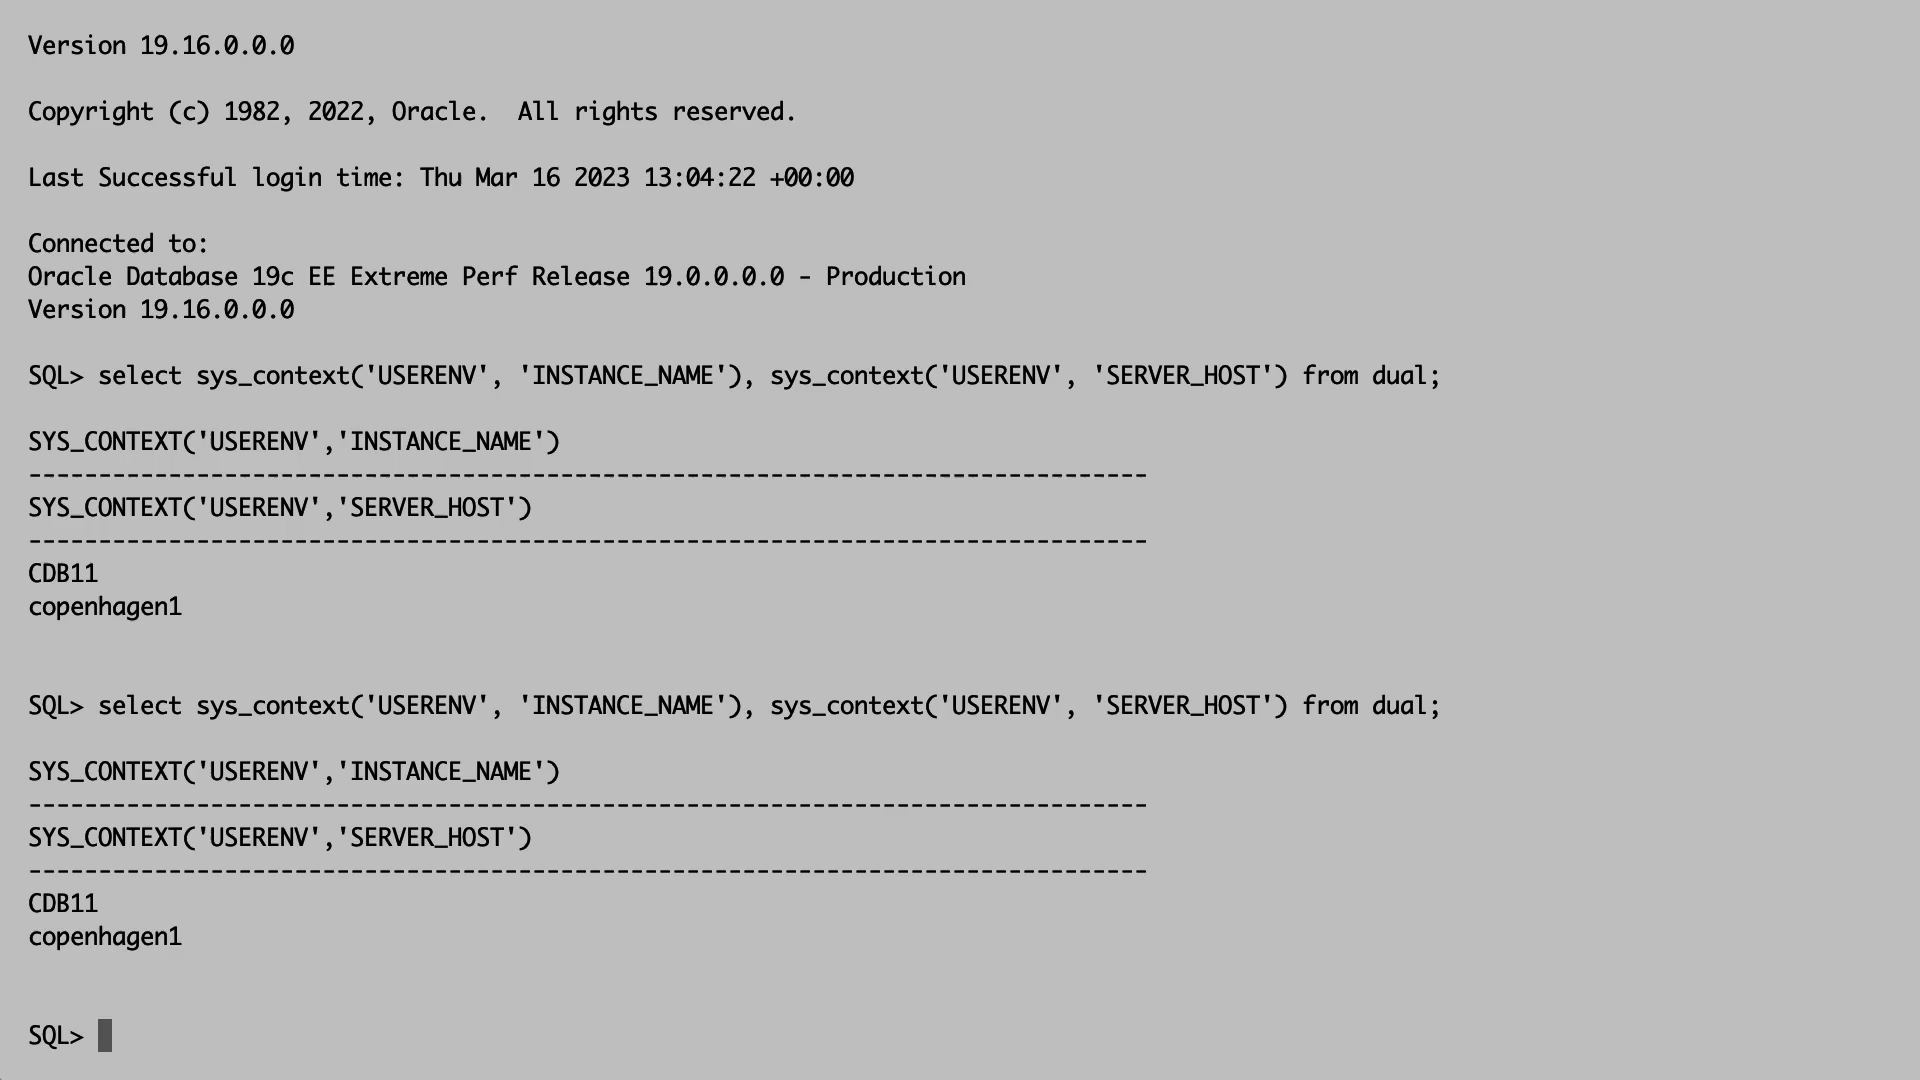 Version 19.16.0.0.0
Copyright (c) 1982, 2022, Oracle.  All rights reserved.
Last Successful login time: Thu Mar 16 2023 13:04:22 +00:00
Connected to:
Oracle Database 19c EE Extreme Perf Release 19.0.0.0.0 - Production
Version 19.16.0.0.0
SQL> select sys_context('USERENV', 'INSTANCE_NAME'), sys_context('USERENV', 'SERVER_HOST') from dual;
SYS_CONTEXT('USERENV','INSTANCE_NAME')
--------------------------------------------------------------------------------
SYS_CONTEXT('USERENV','SERVER_HOST')
--------------------------------------------------------------------------------
CDB11
copenhagen1
SQL> select sys_context('USERENV', 'INSTANCE_NAME'), sys_context('USERENV', 'SERVER_HOST') from dual;
SYS_CONTEXT('USERENV','INSTANCE_NAME')
--------------------------------------------------------------------------------
SYS_CONTEXT('USERENV','SERVER_HOST')
--------------------------------------------------------------------------------
CDB11
copenhagen1
SQL>